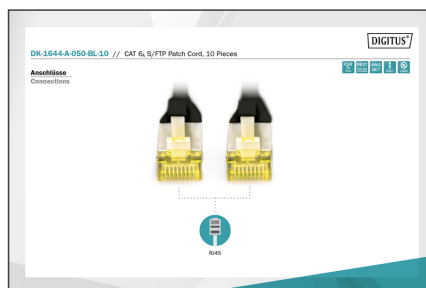 DIGITUS®
DK-1644-A-050-BL-10 // CAT 6A S/FTP Patch Cord, 10 Pieces
Anschlüsse
Connections
RJ45